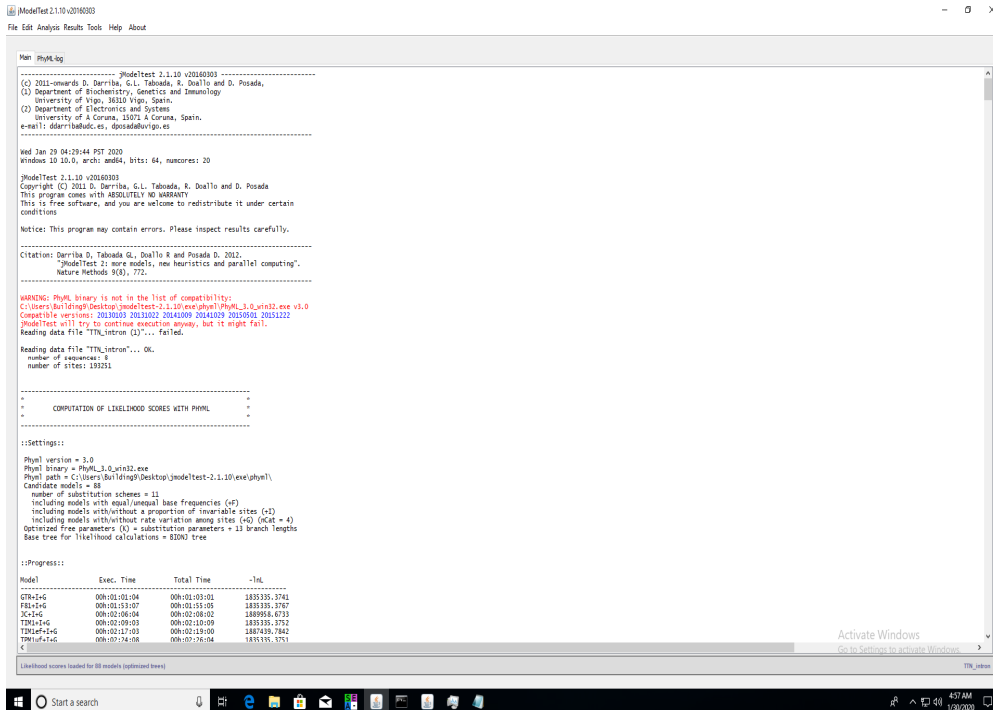 jModelTest 2.1.10 v20160303
File Edit Analysis Results Tools Help About
Main PhyML-log
-------------------------- jModeltest 2.1.10 v20160303 --------------------------
(c) 2011-onwards D. Darriba, G.L. Taboada, R. Doallo and D. Posada,
(1) Department of Biochemistry, Genetics and Immunology
University of Vigo, 36310 Vigo, Spain.
(2) Department of Electronics and Systems
University of A Coruna, 15071 A Coruna, Spain.
e-mail: ddarriba@udc.es, dposada@uvigo.es
--------------------------------------------------------------------------------
Wed Jan 29 04:29:44 PST 2020
Windows 10 10.0, arch: amd64, bits: 64, numcores: 20
jModelTest 2.1.10 v20160303
Copyright (C) 2011 D. Darriba, G.L. Taboada, R. Doallo and D. Posada
This program comes with ABSOLUTELY NO WARRANTY
This is free software, and you are welcome to redistribute it under certain
conditions
Notice: This program may contain errors. Please inspect results carefully.
--------------------------------------------------------------------------------
Citation: Darriba D, Taboada GL, Doallo R and Posada D. 2012.
"jModelTest 2: more models, new heuristics and parallel computing".
Nature Methods 9(8), 772.
--------------------------------------------------------------------------------
WARNING: PhyML binary is not in the list of compatibility:
C:\Users\Building9\Desktop\jmodeltest-2.1.10\exe\phyml\PhyML_3.0_win32.exe v3.0
Compatible versions: 20130103 20131022 20141009 20141029 20150501 20151222
jModelTest will try to continue execution anyway, but it might fail.
Reading data file "TTN_intron (1)"... failed.
Reading data file "TTN_intron"... OK.
number of sequences: 8
number of sites: 193251
---------------------------------------------------------------
* *
* COMPUTATION OF LIKELIHOOD SCORES WITH PHYML *
* *
---------------------------------------------------------------
::Settings::
Phyml version = 3.0
Phyml binary = PhyML_3.0_win32.exe
Phyml path = C:\Users\Building9\Desktop\jmodeltest-2.1.10\exe\phyml\
Candidate models = 88
number of substitution schemes = 11
including models with equal/unequal base frequencies (+F)
including models with/without a proportion of invariable sites (+I)
including models with/without rate variation among sites (+G) (nCat = 4)
Optimized free parameters (K) = substitution parameters + 13 branch lengths
Base tree for likelihood calculations = BIONJ tree
::Progress::
Model Exec. Time Total Time -lnL
-------------------------------------------------------------------------
GTR+I+G 00h:01:01:04 00h:01:03:01 1835335.3741
F81+I+G 00h:01:53:07 00h:01:55:05 1835335.3767
JC+I+G 00h:02:06:04 00h:02:08:02 1889958.6733
TIM1+I+G 00h:02:09:03 00h:02:10:09 1835335.3752
TIM1ef+I+G 00h:02:17:03 00h:02:19:00 1887439.7842
TPM1uf+I+G 00h:02:24:08 00h:02:26:04 1835335.3751
Activate Windows
Go to Settings to activate Windows.
Likelihood scores loaded for 88 models (optimized trees) TTN_intron
Start a search
4:57 AM
1/30/2020